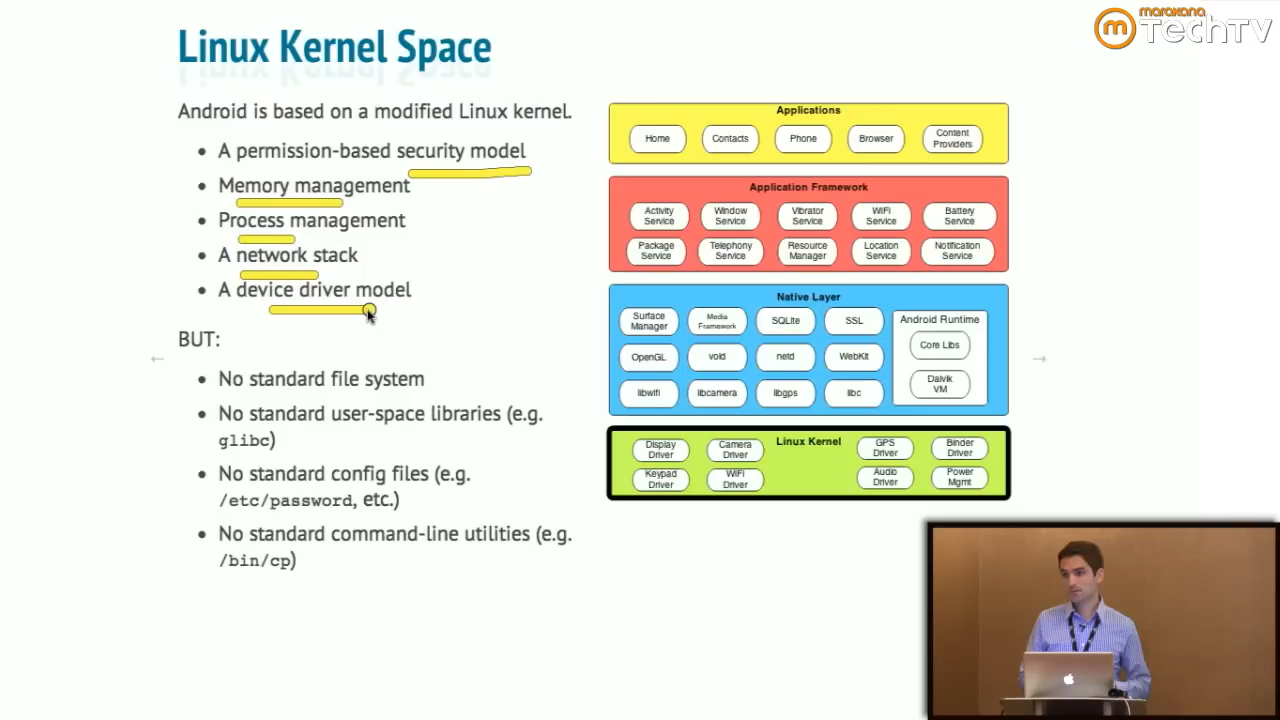 marakana
TechTV
Linux Kernel Space
Android is based on a modified Linux kernel.
• A permission-based security model
• Memory management
• Process management
• A network stack
• A device driver model
BUT:
• No standard file system
• No standard user-space libraries (e.g.
glibc)
• No standard config files (e.g.
/etc/password, etc.)
• No standard command-line utilities (e.g.
/bin/cp)
Applications
Home
Contacts
Phone
Browser
Content
Providers
Application Framework
Activity
Service
Window
Service
Vibrator
Service
WiFi
Service
Battery
Service
Package
Service
Telephony
Service
Resource
Manager
Location
Service
Notification
Service
Native Layer
Surface
Manager
Media
Framework
SQLite
SSL
OpenGL
void
netd
WebKit
libwifi
libcamera
libgps
libc
Android Runtime
Core Libs
Dalvik
VM
Linux Kernel
Display
Driver
Camera
Driver
GPS
Driver
Binder
Driver
Keypad
Driver
WiFi
Driver
Audio
Driver
Power
Mgmt